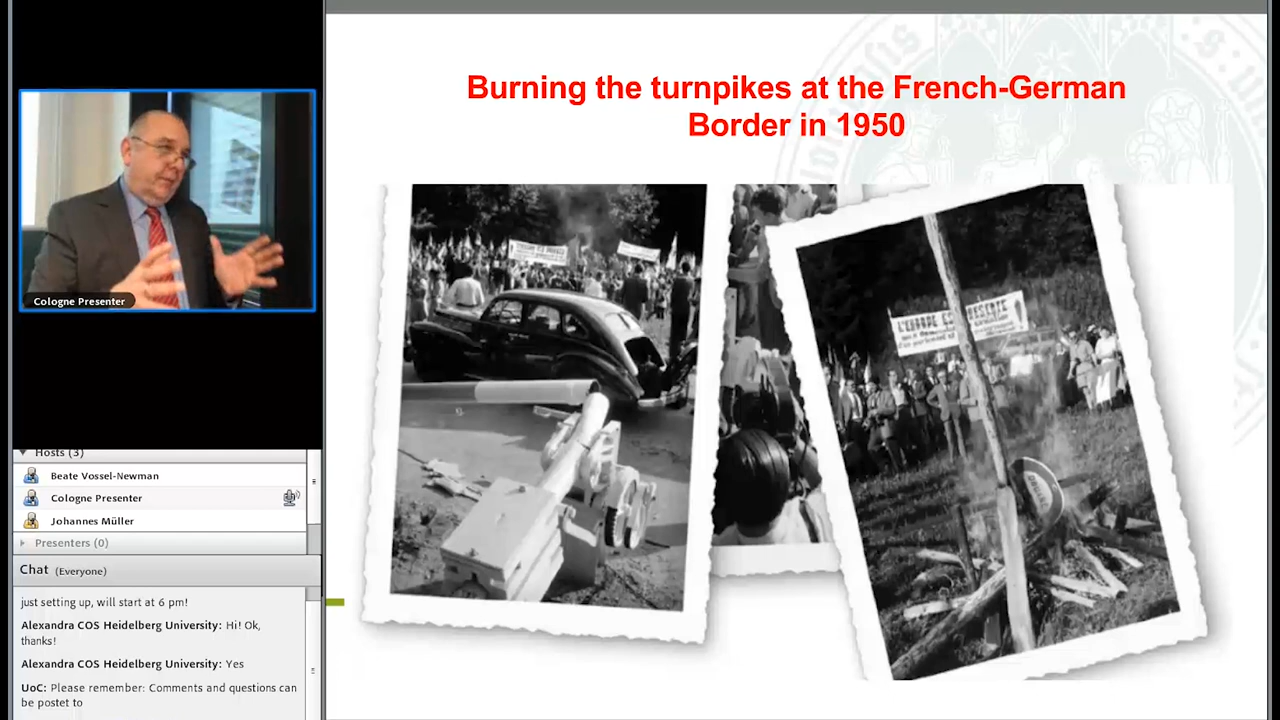 Burning the turnpikes at the French-German
Border in 1950
L'EUROPE
Cologne Presenter
Hosts (3)
Beate Vossel-Newman
Cologne Presenter
Johannes Müller
Presenters (0)
Chat (Everyone)
just setting up, will start at 6 pm!
Alexandra COS Heidelberg University: Hi! Ok,
thanks!
Alexandra COS Heidelberg University: Yes
UoC: Please remember: Comments and questions can
be postet to